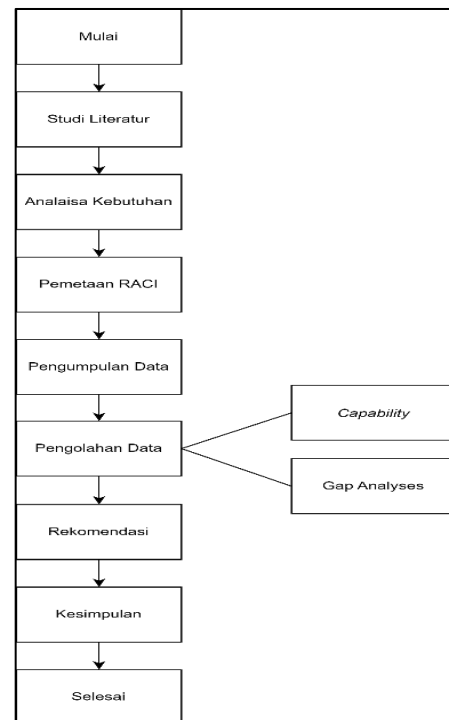 Mulai
Studi Literatur
Analaisa Kebutuhan
Pemetaan RACI
Pengumpulan Data
Capability
Pengolahan Data
Gap Analyses
Rekomendasi
Kesimpulan
Selesai